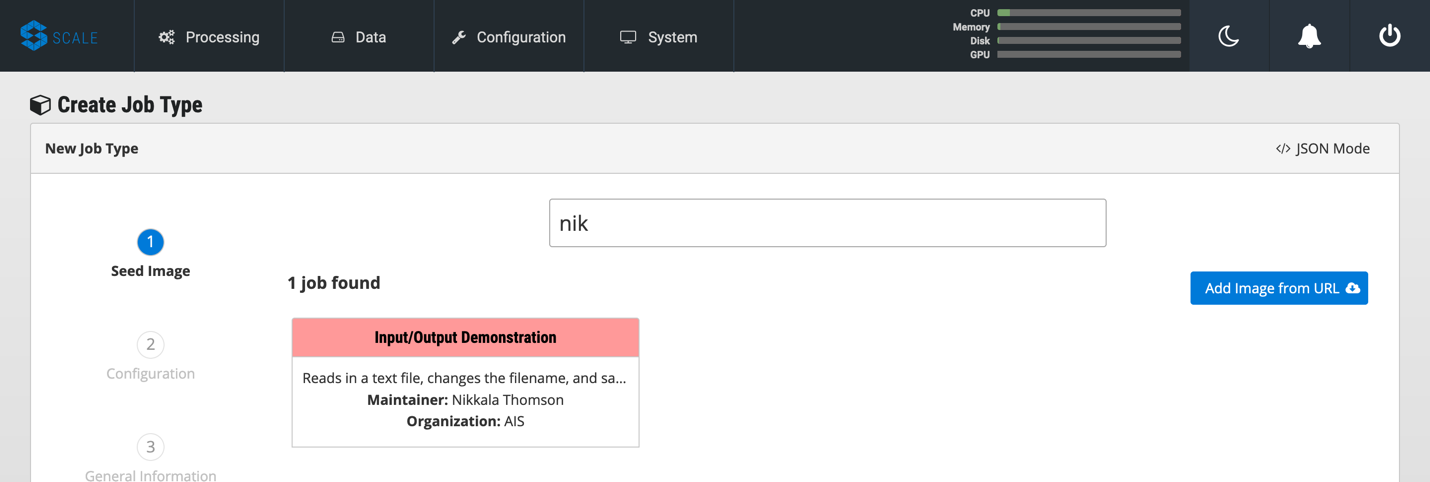 SCALE
Processing
Data
Configuration
System
CPU
Memory
Disk
GPU
Create Job Type
New Job Type
</> JSON Mode
nik
1
Seed Image
1 job found
Add Image from URL
Input/Output Demonstration
2
Configuration
Reads in a text file, changes the filename, and sa...
Maintainer: Nikkala Thomson
Organization: AIS
3
General Information